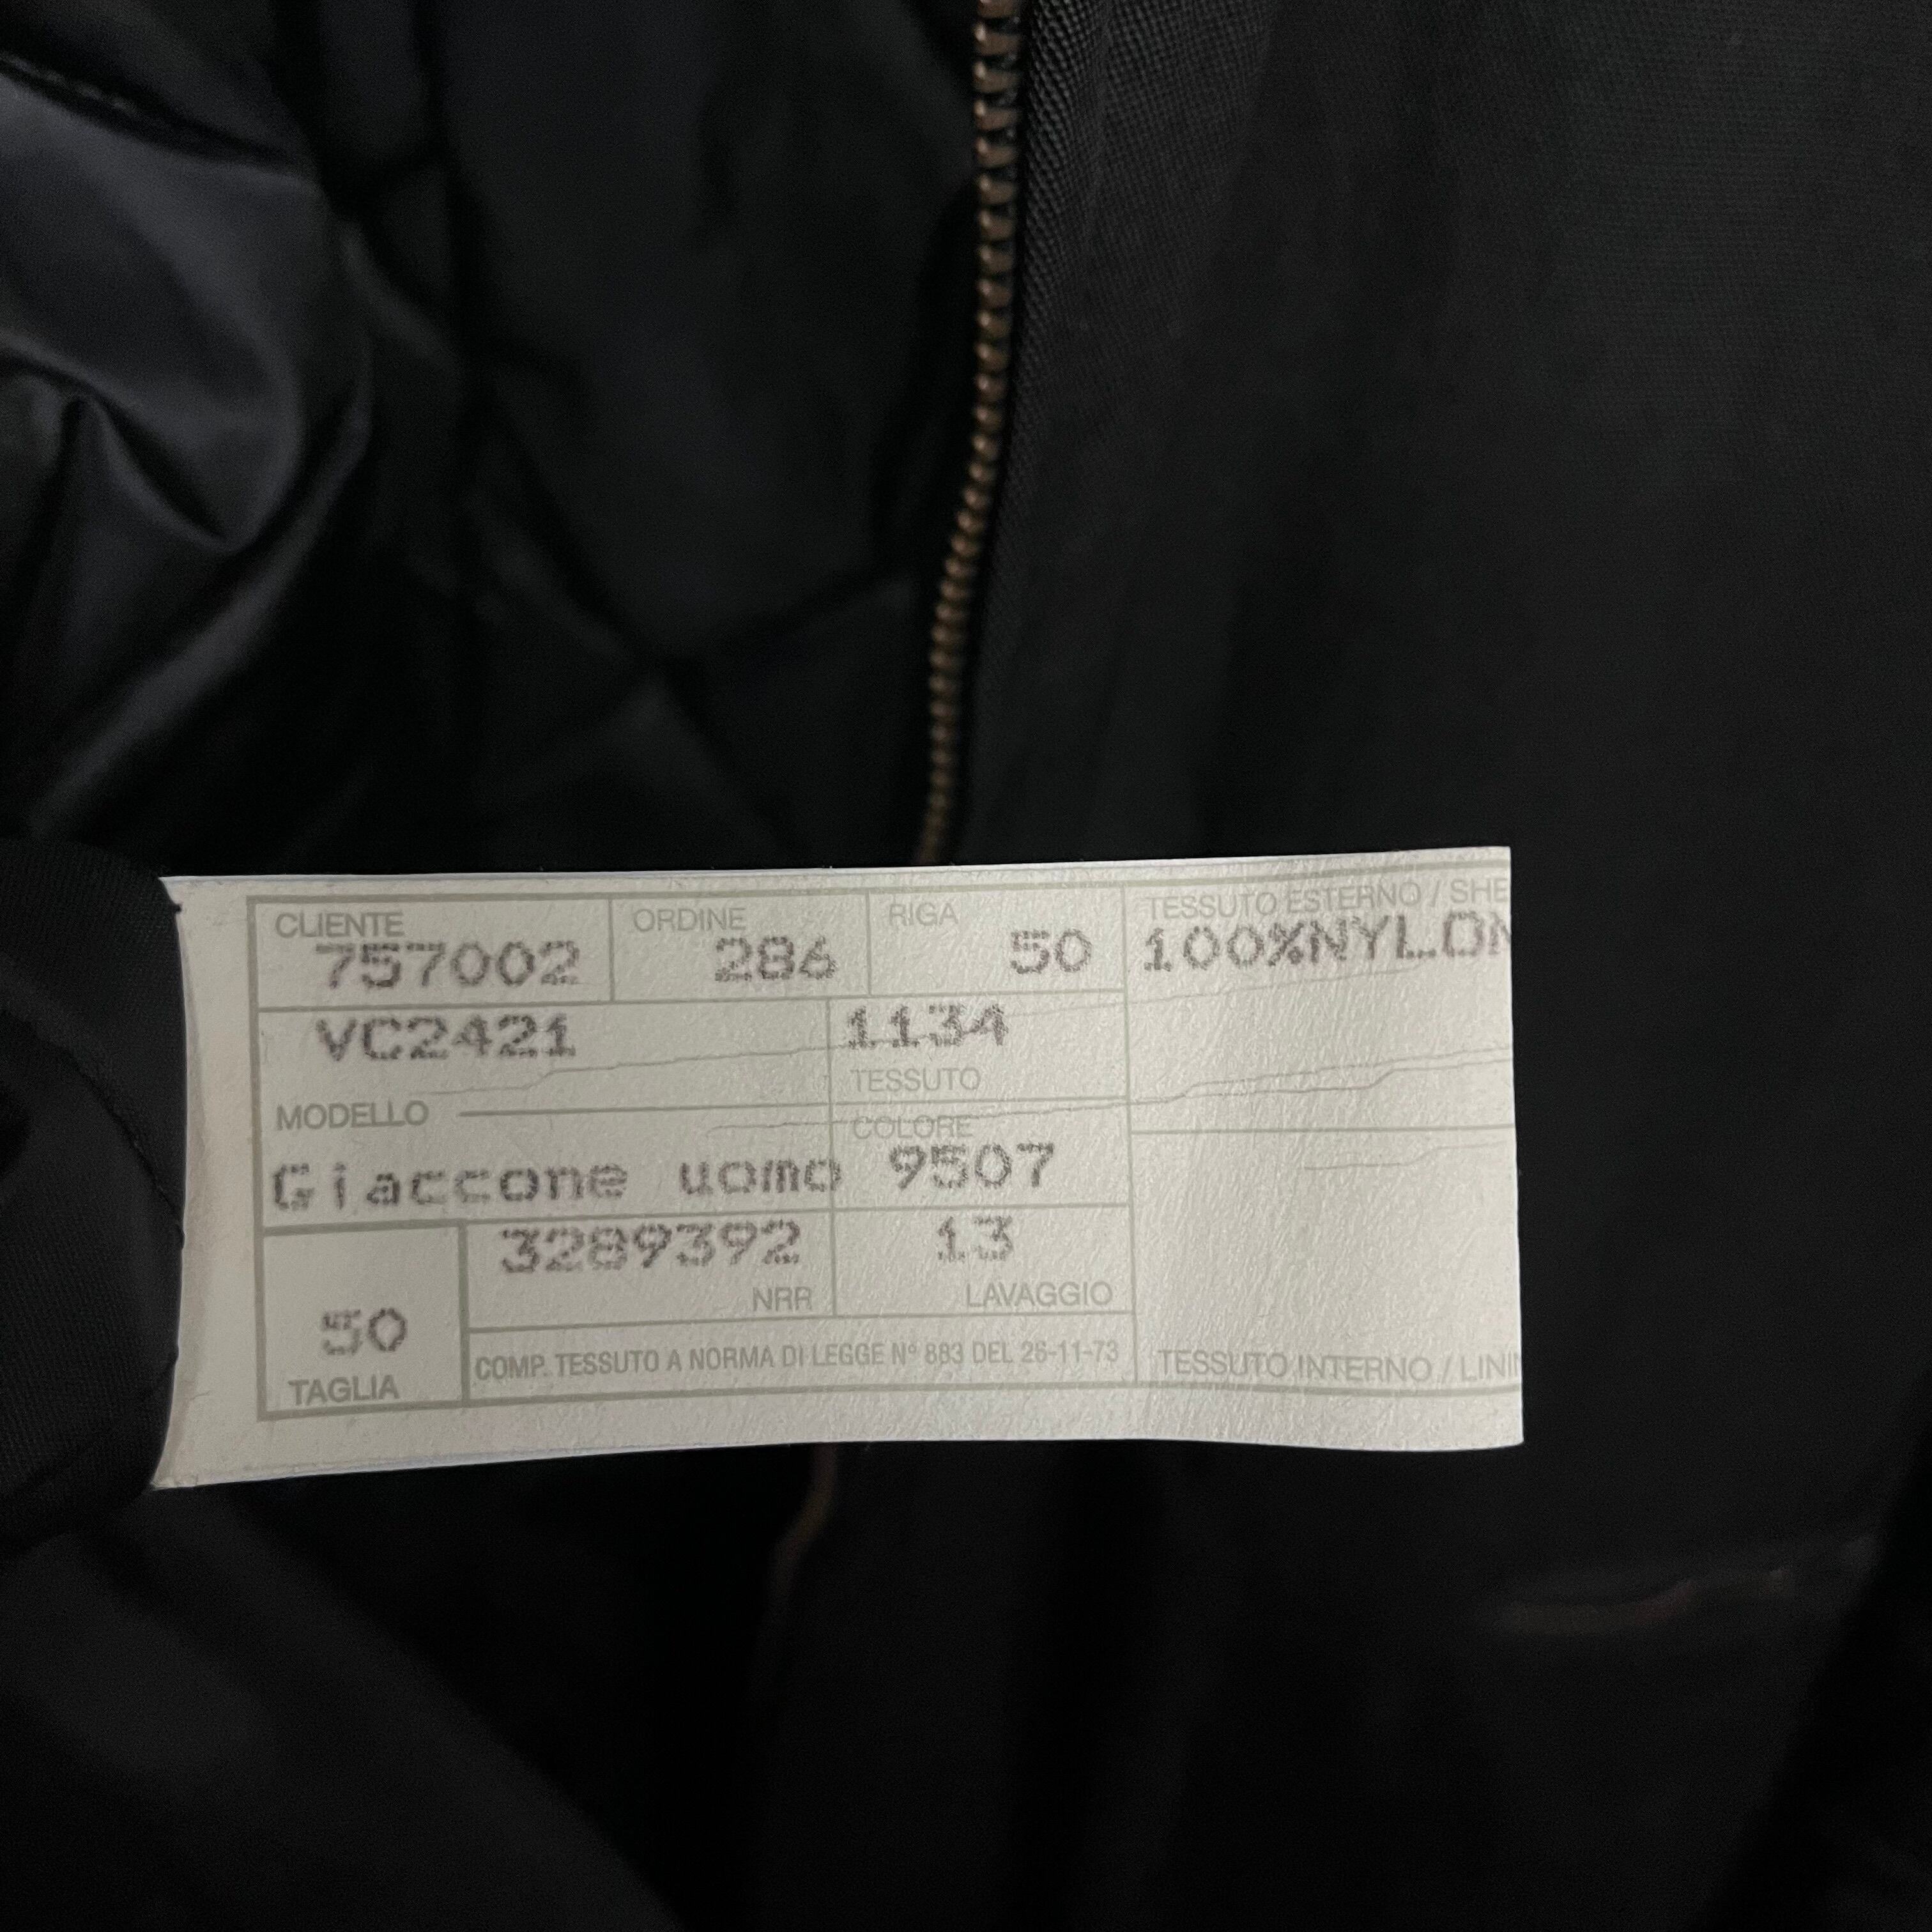 CLIENTE
757002
ORDINE
286
RIGA
50
TESSUTO ESTERNO / SHE
100%NYLON
VC2421
MODELLO
1134
TESSUTO
COLORE
Giaccone uomo 9507
50
TAGLIA
3289392
NRR
13
LAVAGGIO
COMP. TESSUTO A NORMA DI LEGGE N° 883 DEL 26-11-73
TESSUTO INTERNO / LINI